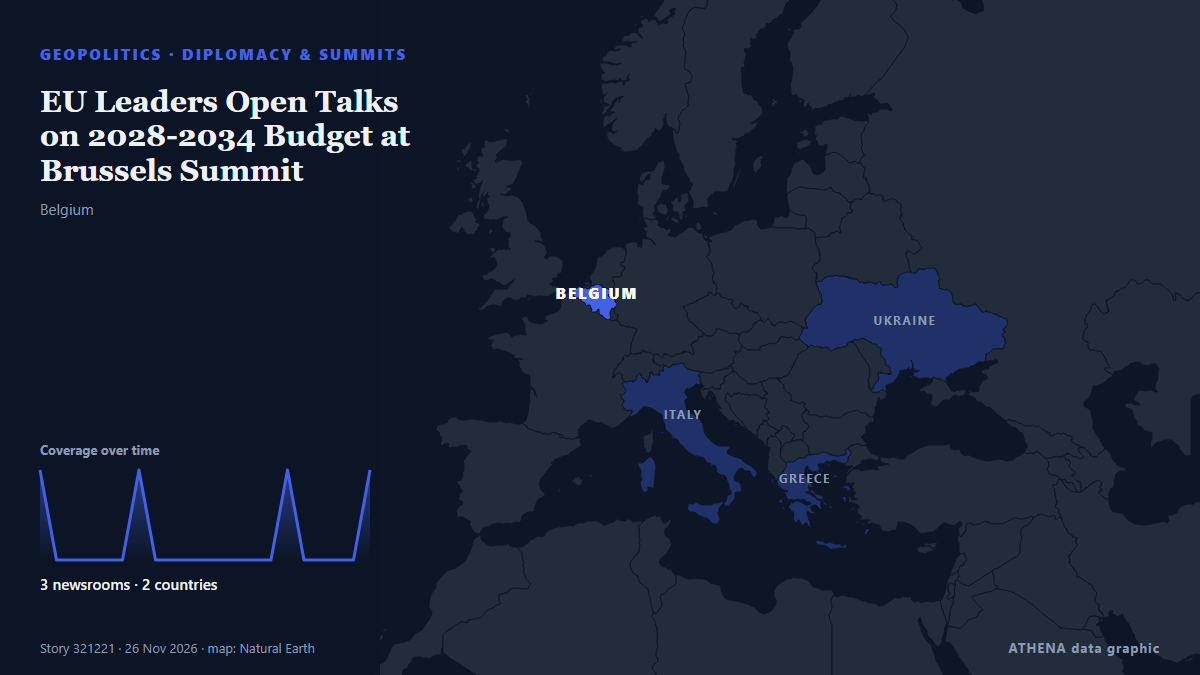 GEOPOLITICS · DIPLOMACY & SUMMITS
EU Leaders Open Talks
on 2028-2034 Budget at
Brussels Summit
Belgium
BELGIUM
UKRAINE
ITALY
GREECE
Coverage over time
3 newsrooms · 2 countries
Story 321221 · 26 Nov 2026 · map: Natural Earth
ATHENA data graphic